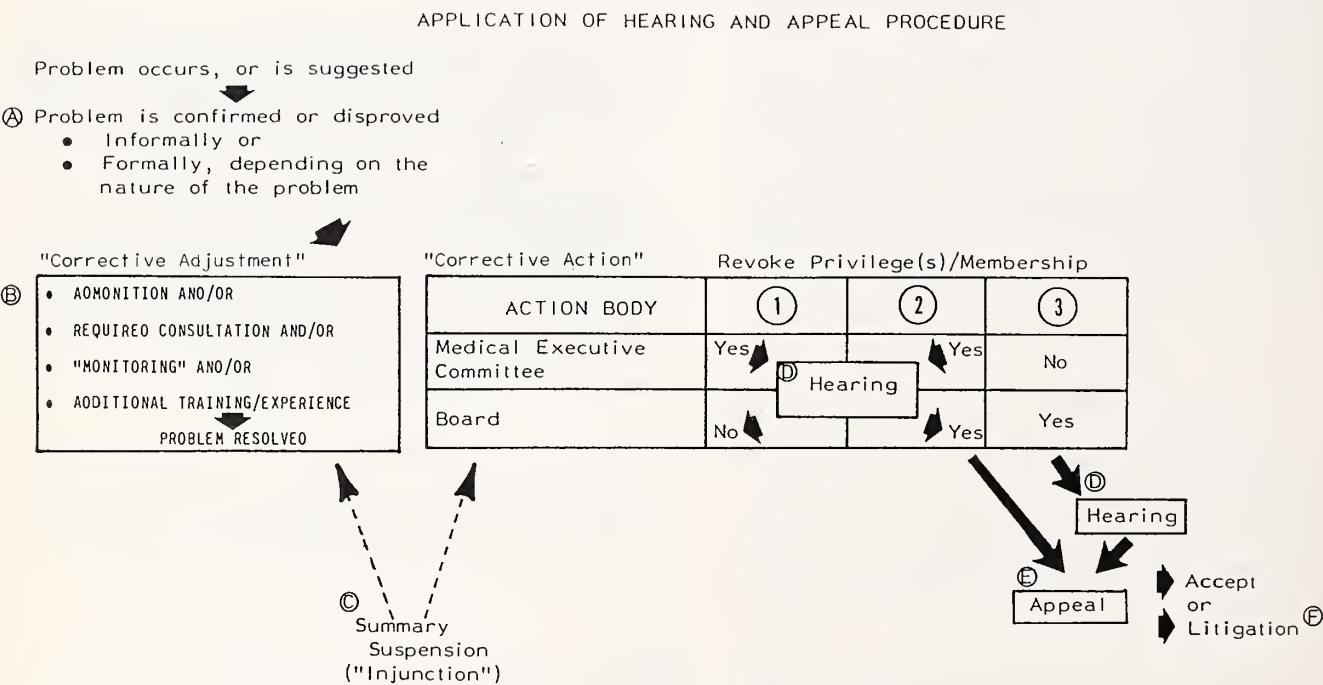 APPLICATION OF HEARING AND APPEAL PROCEDURE
Problem occurs, or is suggested
Ⓐ Problem is confirmed or disproved
• Informally or
• Formally, depending on the
nature of the problem
"Corrective Adjustment"
Ⓑ • AOMONITION ANO/OR
• REQUIREO CONSULTATION AND/OR
• "MONITORING" ANO/OR
• AODITIONAL TRAINING/EXPERIENCE
PROBLEM RESOLVEO
"Corrective Action" Revoke Privilege(s)/Membership
ACTION BODY ① ② ③
Medical Executive
Committee
Yes Yes No
Ⓓ Hearing
Board No Yes Yes
Ⓓ
Hearing
Ⓔ
Appeal
Accept
or
Litigation Ⓕ
Ⓒ
Summary
Suspension
("Injunction")